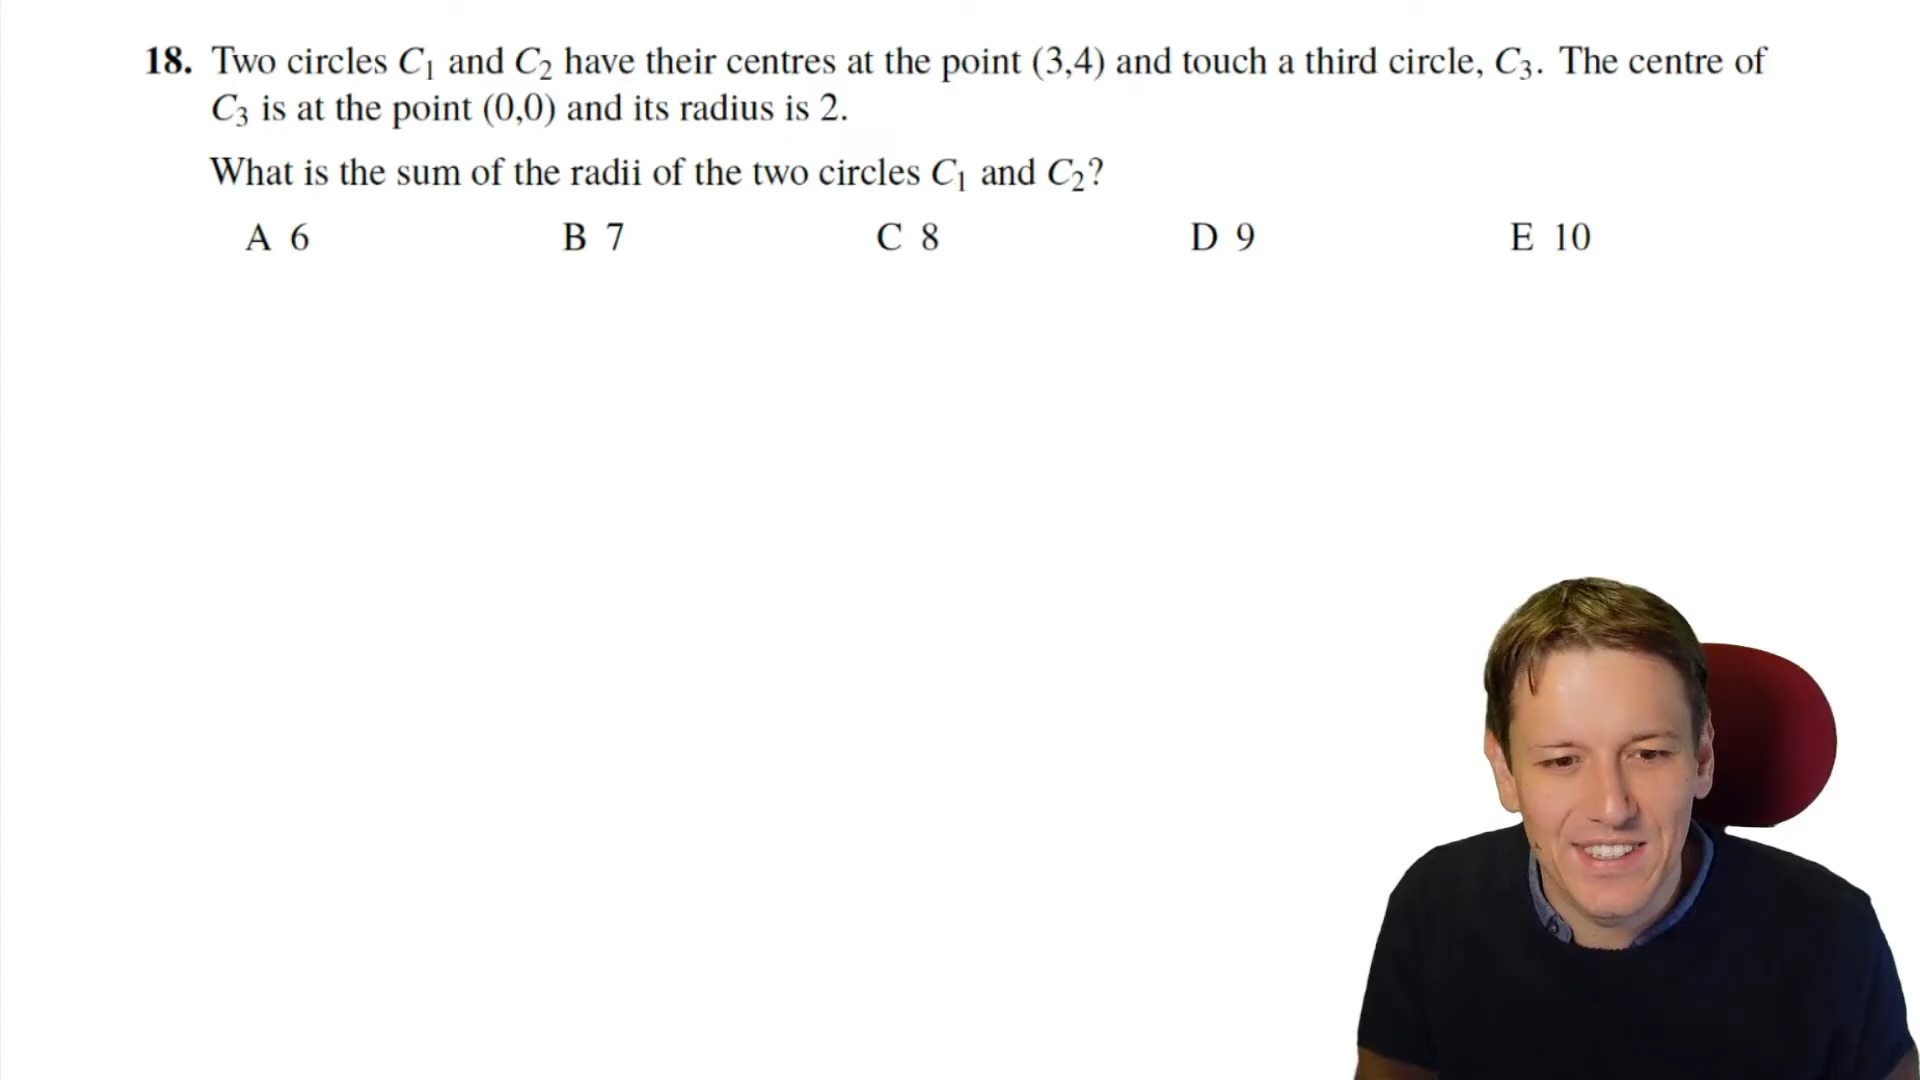 18. Two circles C₁ and C₂ have their centres at the point (3,4) and touch a third circle, C₃. The centre of
C₃ is at the point (0,0) and its radius is 2.
What is the sum of the radii of the two circles C₁ and C₂?
A 6 B 7 C 8 D 9 E 10